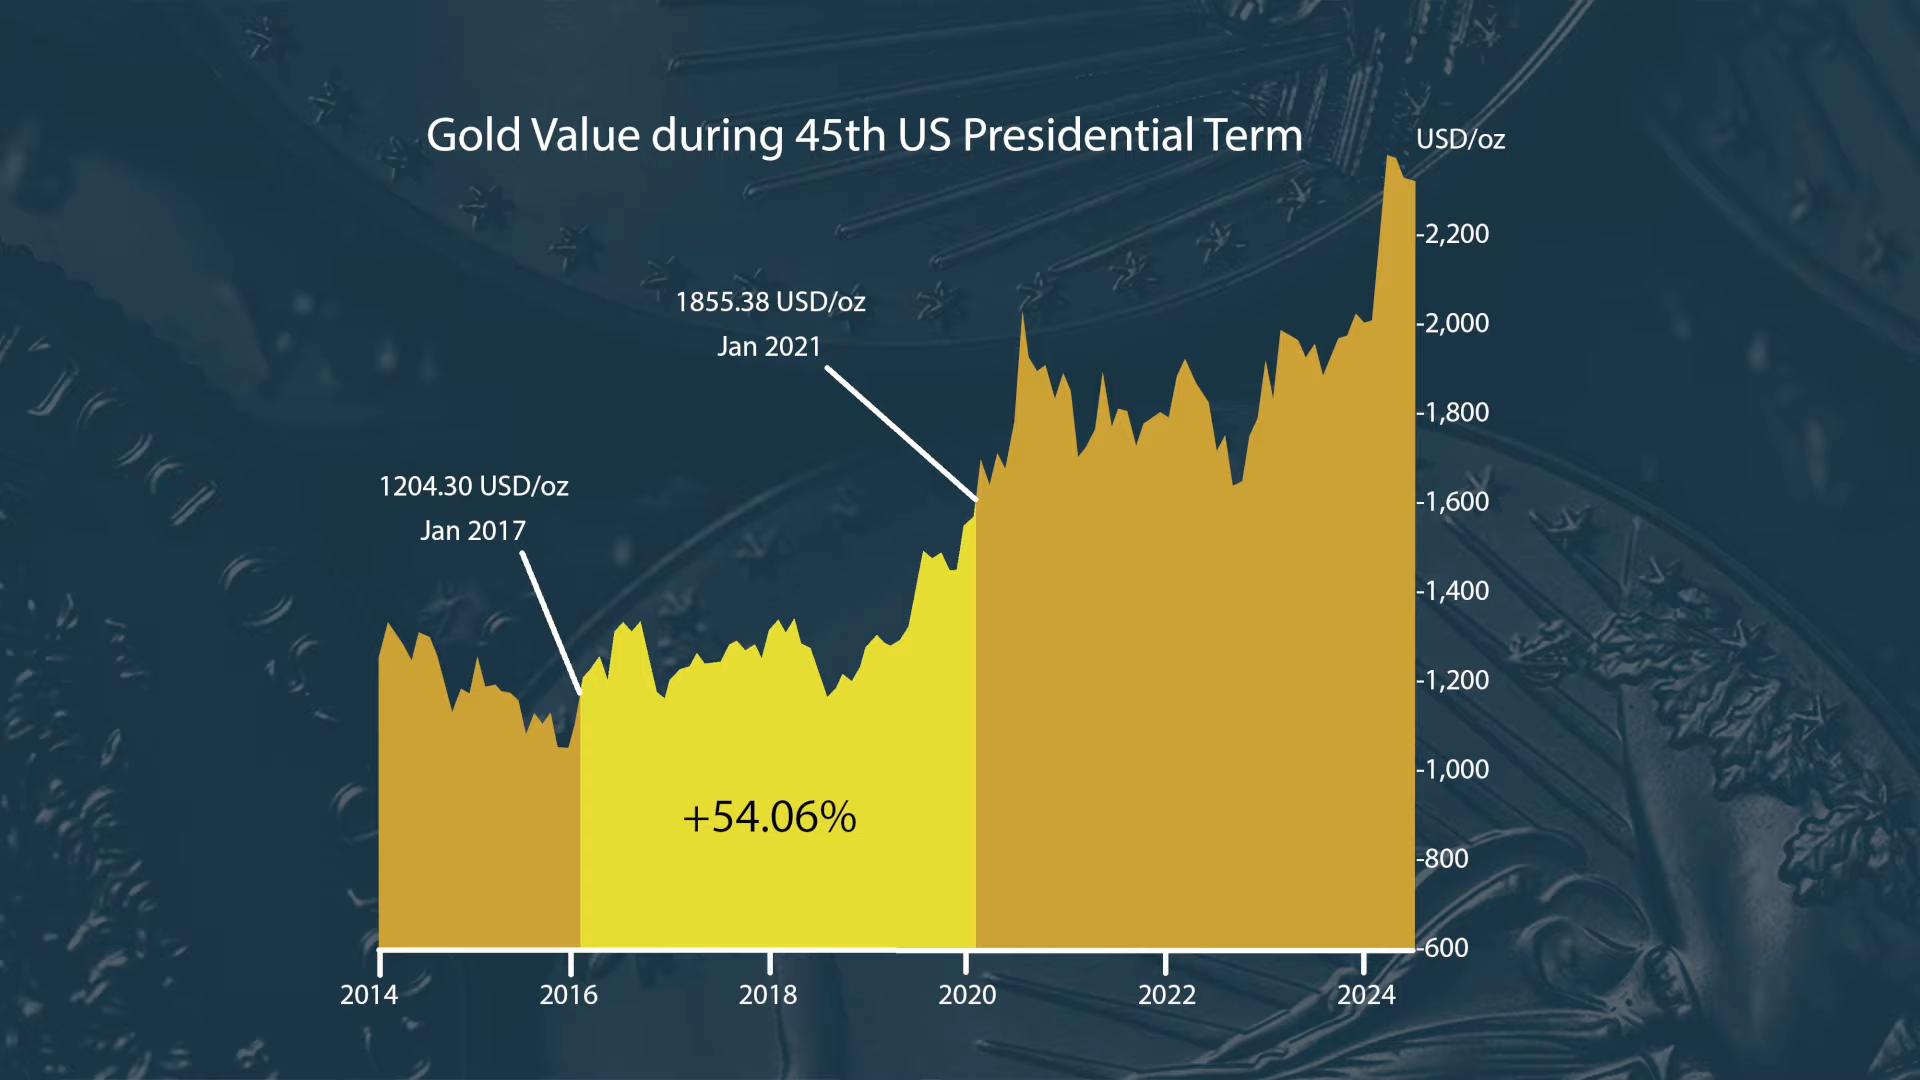 Gold Value during 45th US Presidential Term
USD/oz
1855.38 USD/oz
Jan 2021
1204.30 USD/oz
Jan 2017
+54.06%
-2,200
-2,000
-1,800
-1,600
-1,400
-1,200
-1,000
-800
-600
2014
2016
2018
2020
2022
2024